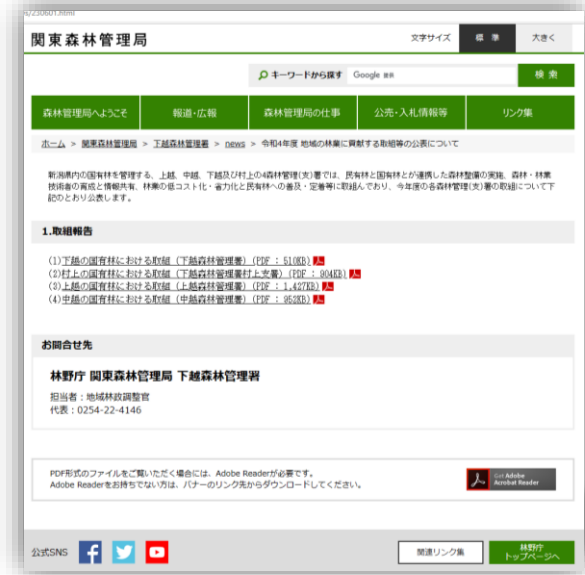 /230601.html
関東森林管理局
文字サイズ 標準 大きく
キーワードから探す Google 検索 検索
森林管理局へようこそ 報道・広報 森林管理局の仕事 公売・入札情報等 リンク集
ホーム > 関東森林管理局 > 下越森林管理署 > news > 令和4年度 地域の林業に貢献する取組等の公表について
新潟県内の国有林を管理する、上越、中越、下越及び村上の4森林管理(支)署では、民有林と国有林とが連携した森林整備の実施、森林・林業
技術者の育成と情報共有、林業の低コスト化・省力化と民有林への普及・定着等に取組んでおり、今年度の各森林管理(支)署の取組について下
記のとおり公表します。
1.取組報告
(1)下越の国有林における取組（下越森林管理署）(PDF : 510KB)
(2)村上の国有林における取組（下越森林管理署村上支署）(PDF : 904KB)
(3)上越の国有林における取組（上越森林管理署）(PDF : 1,427KB)
(4)中越の国有林における取組（中越森林管理署）(PDF : 952KB)
お問合せ先
林野庁 関東森林管理局 下越森林管理署
担当者：地域林政調整官
代表：0254-22-4146
PDF形式のファイルをご覧いただく場合には、Adobe Readerが必要です。
Adobe Readerをお持ちでない方は、バナーのリンク先からダウンロードしてください。
Get Adobe
Acrobat Reader
公式SNS
関連リンク集
林野庁
トップページへ